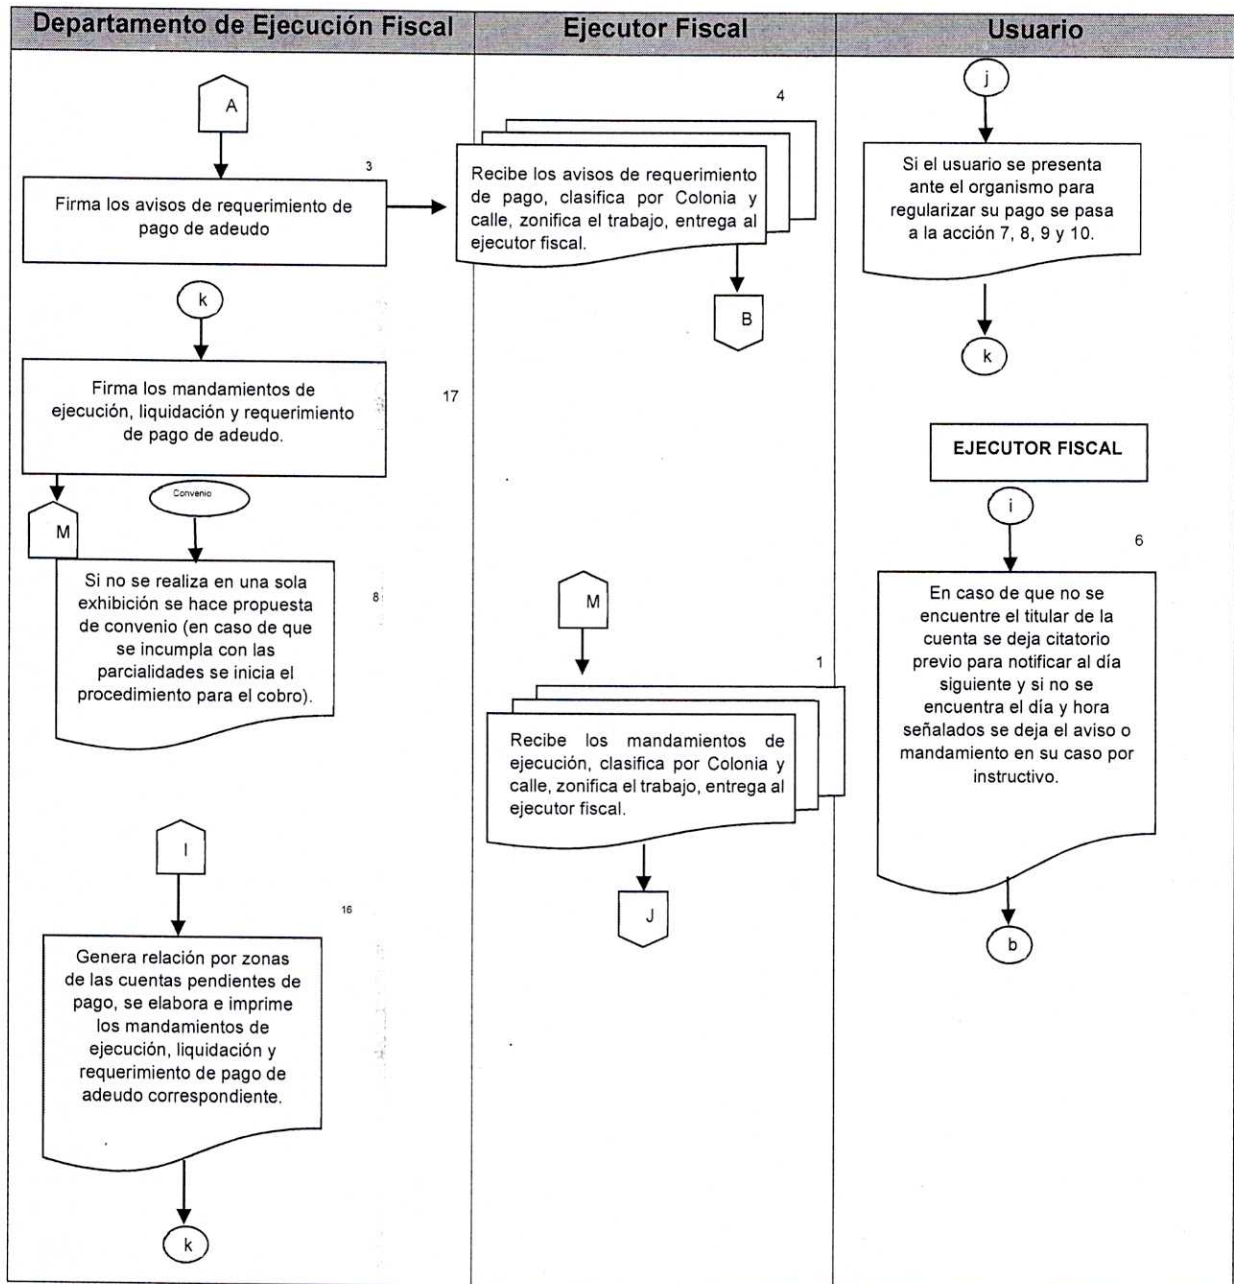 Departamento de Ejecución Fiscal
Ejecutor Fiscal
Usuario
A
3
Firma los avisos de requerimiento de
pago de adeudo
k
Firma los mandamientos de
ejecución, liquidación y requerimiento
de pago de adeudo.
17
M
Convenio
Si no se realiza en una sola
exhibición se hace propuesta
de convenio (en caso de que
se incumpla con las
parcialidades se inicia el
procedimiento para el cobro).
8
I
16
Genera relación por zonas
de las cuentas pendientes de
pago, se elabora e imprime
los mandamientos de
ejecución, liquidación y
requerimiento de pago de
adeudo correspondiente.
k
4
Recibe los avisos de requerimiento
de pago, clasifica por Colonia y
calle, zonifica el trabajo, entrega al
ejecutor fiscal.
B
M
1
Recibe los mandamientos de
ejecución, clasifica por Colonia y
calle, zonifica el trabajo, entrega al
ejecutor fiscal.
J
j
Si el usuario se presenta
ante el organismo para
regularizar su pago se pasa
a la acción 7, 8, 9 y 10.
k
EJECUTOR FISCAL
i
6
En caso de que no se
encuentre el titular de la
cuenta se deja citatorio
previo para notificar al día
siguiente y si no se
encuentra el día y hora
señalados se deja el aviso o
mandamiento en su caso por
instructivo.
b